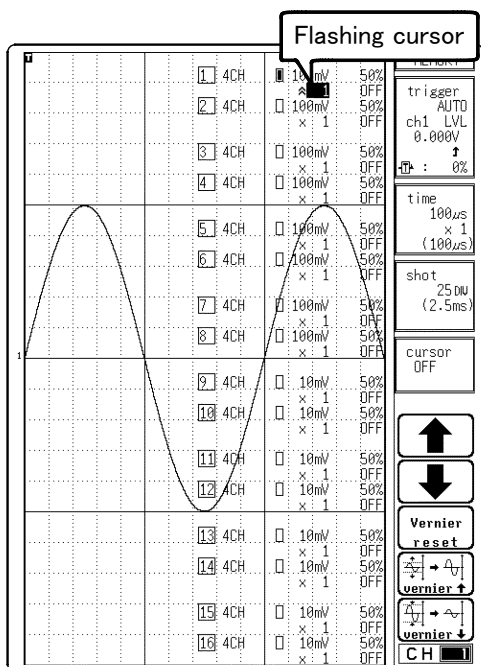 Flashing cursor
T
1 4CH 100mV 50%
1 OFF
2 4CH 100mV 50%
× 1 OFF
3 4CH 100mV 50%
× 1 OFF
4 4CH 100mV 50%
× 1 OFF
5 4CH 100mV 50%
× 1 OFF
6 4CH 100mV 50%
× 1 OFF
7 4CH 100mV 50%
× 1 OFF
8 4CH 100mV 50%
× 1 OFF
1
9 4CH 10mV 50%
× 1 OFF
10 4CH 10mV 50%
× 1 OFF
11 4CH 10mV 50%
× 1 OFF
12 4CH 10mV 50%
× 1 OFF
13 4CH 10mV 50%
× 1 OFF
14 4CH 10mV 50%
× 1 OFF
15 4CH 10mV 50%
× 1 OFF
16 4CH 10mV 50%
× 1 OFF
MEMORY
trigger
AUTO
ch1 LVL
0.000V
↥
-T- : 0%
time
100µs
× 1
(100µs)
shot
25DIV
(2.5ms)
cursor
OFF
Vernier
reset
vernier ↑
vernier ↓
CH 1